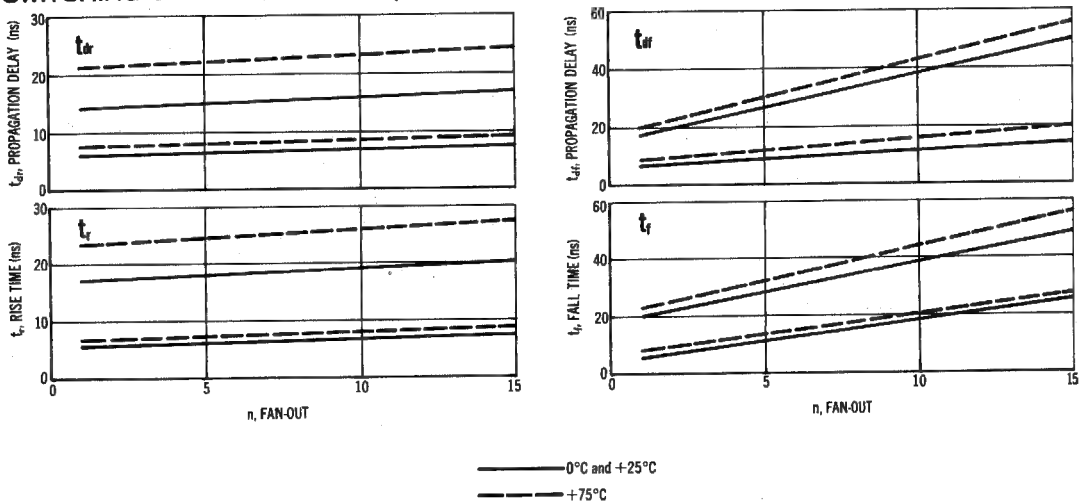 30
20
10
0
t_dr, PROPAGATION DELAY (ns)
t_dr
60
40
20
0
t_df, PROPAGATION DELAY (ns)
t_df
30
20
10
0
t_r, RISE TIME (ns)
t_r
0 5 10 15
n, FAN-OUT
60
40
20
0
t_f, FALL TIME (ns)
t_f
0 5 10 15
n, FAN-OUT
0°C and +25°C
+75°C